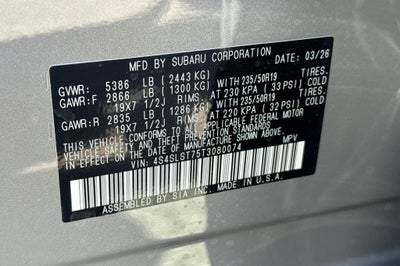 MFD BY SUBARU CORPORATION 03/26
GVWR: 5386 LB (2443 KG)
GAWR:F 2866 LB (1300 KG) WITH 235/50R19 TIRES.
19X7 1/2J RIMS. AT 230 KPA ( 33 PSI) COLD
GAWR:R 2835 LB (1286 KG) WITH 235/50R19 TIRES.
19X7 1/2J RIMS. AT 220 KPA ( 32 PSI) COLD
THIS VEHICLE CONFORMS TO ALL APPLICABLE FEDERAL MOTOR
VEHICLE SAFETY, BUMPER, AND THEFT PREVENTION STANDARDS
IN EFFECT ON THE DATE OF MANUFACTURE SHOWN ABOVE.
VIN: 4S4SLST75T3080074 MPV
ASSEMBLED BY SIA INC. MADE IN U.S.A.